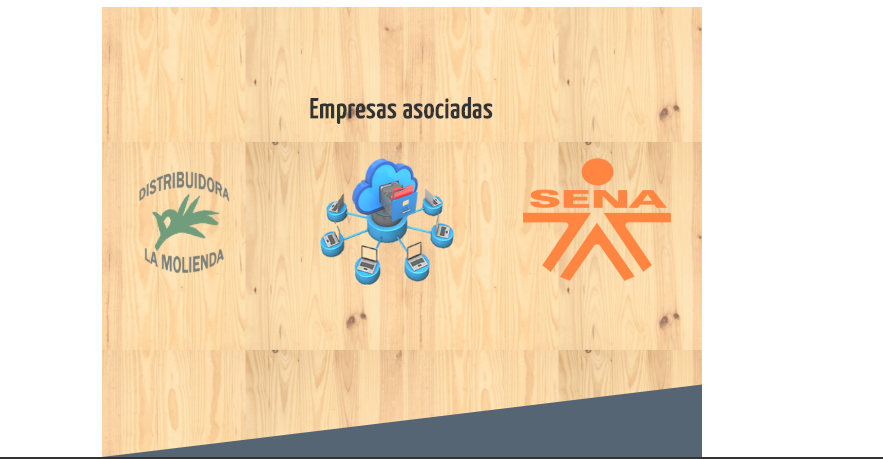 Empresas asociadas
DISTRIBUIDORA
LA MOLIENDA
SENA